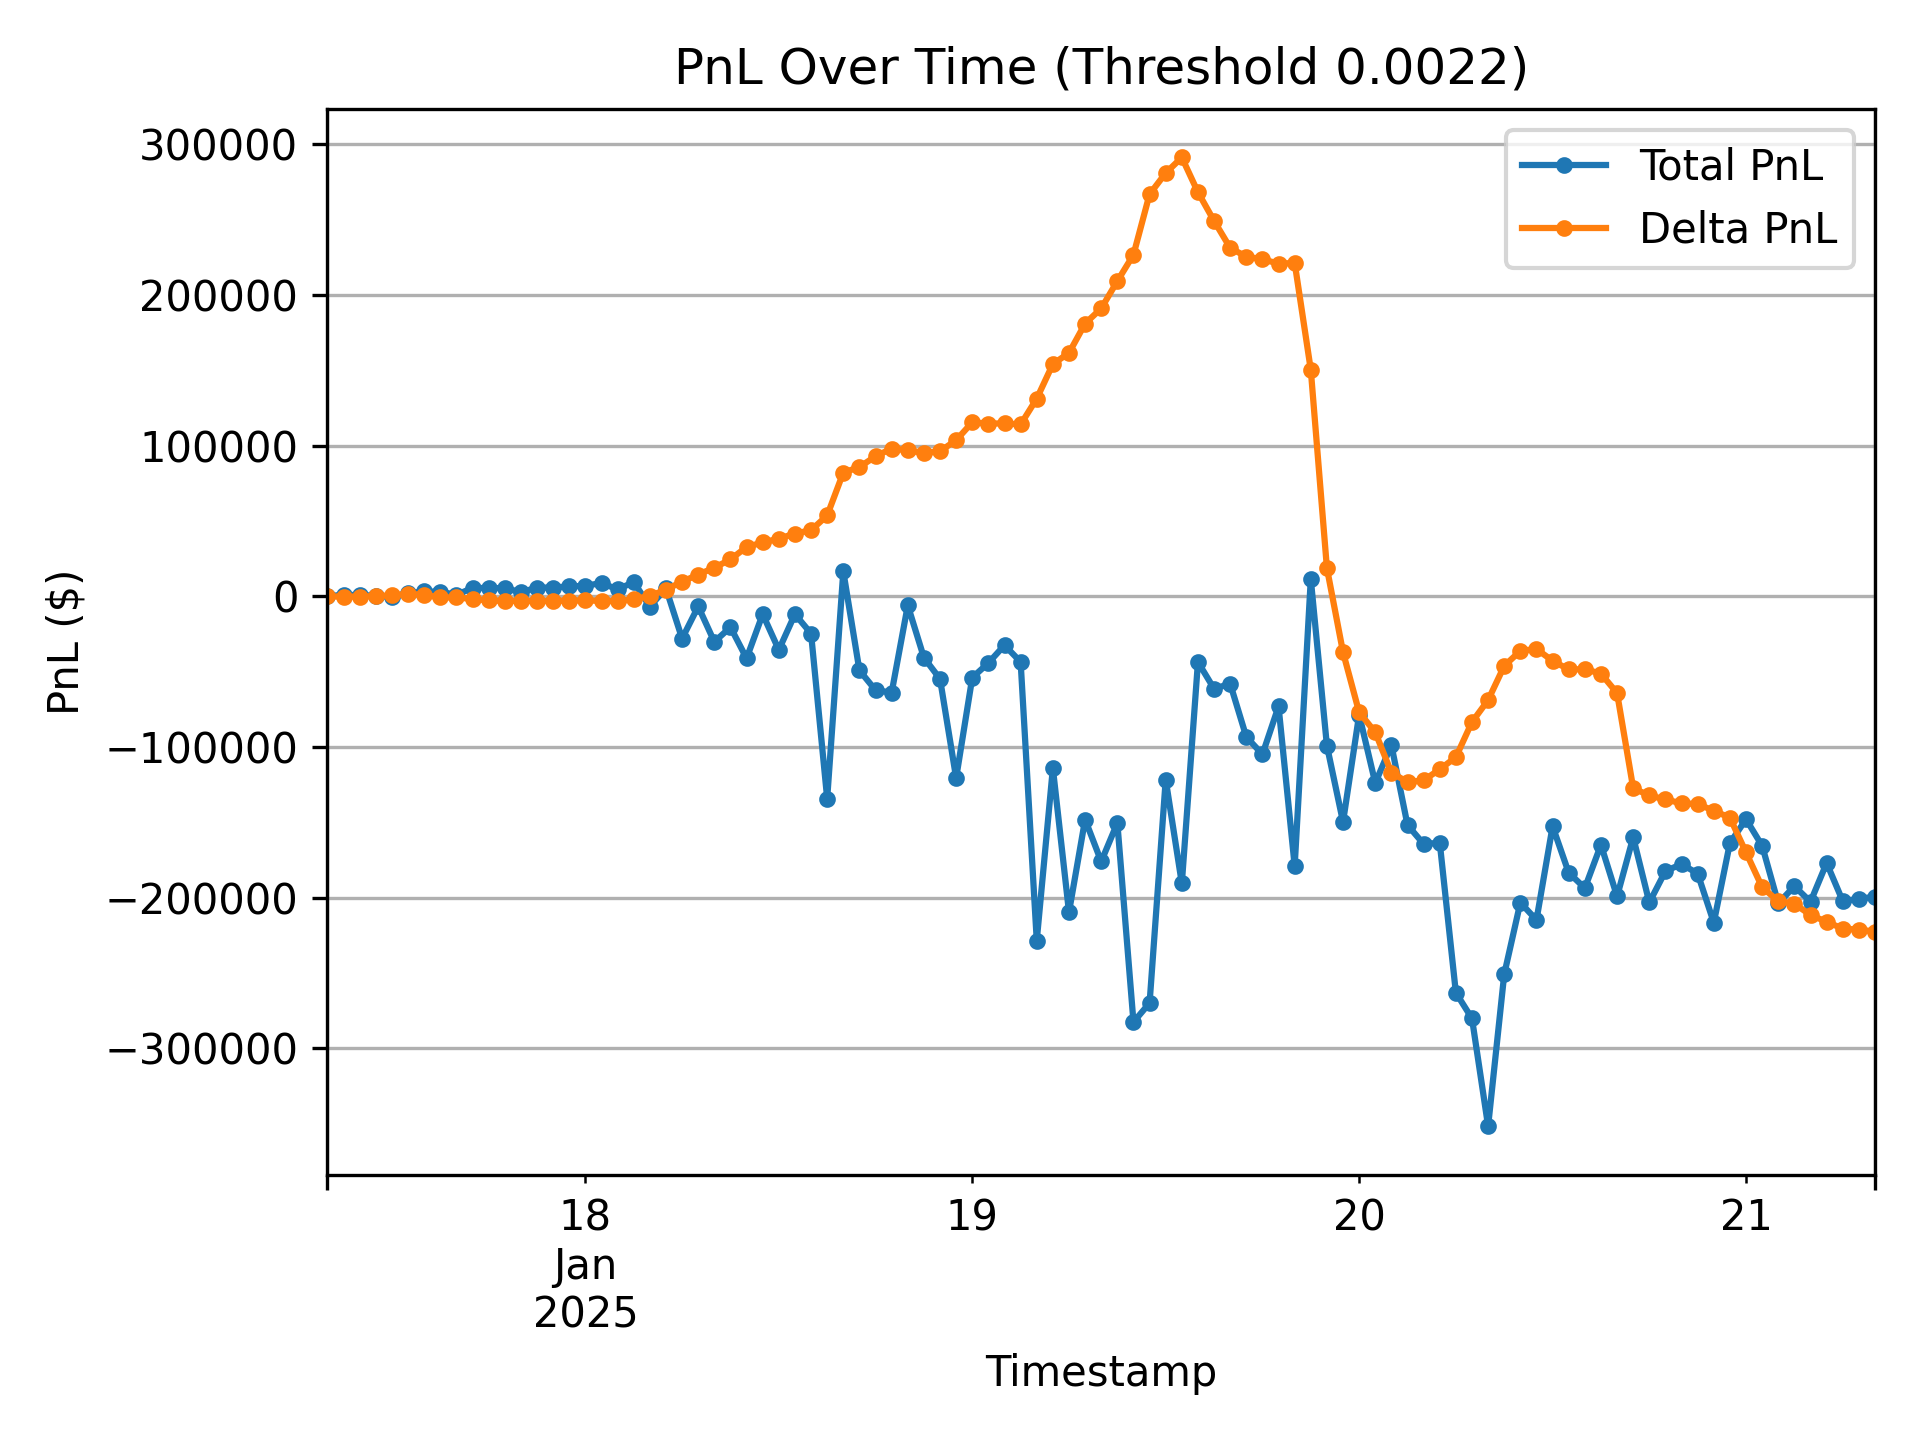 PnL Over Time (Threshold 0.0022)
Total PnL
Delta PnL
PnL ($)
300000
200000
100000
0
−100000
−200000
−300000
18
Jan
2025
19
20
21
Timestamp